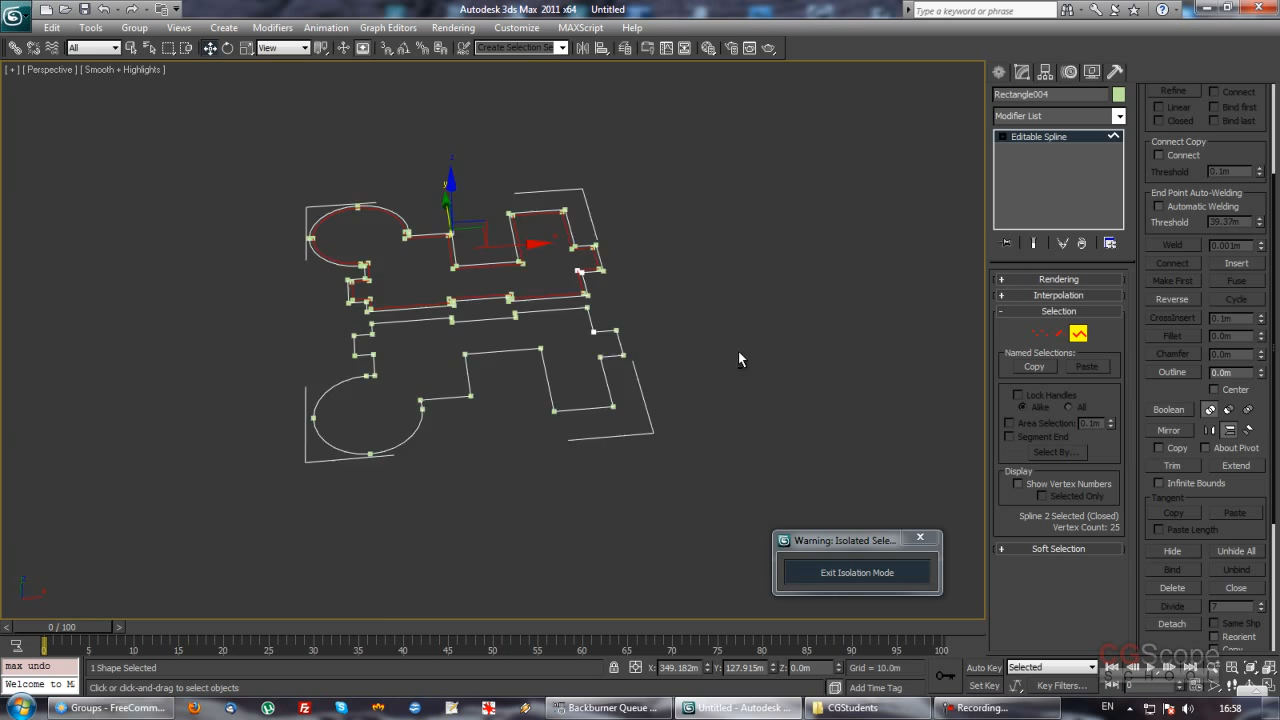 Autodesk 3ds Max 2011 x64 Untitled
Type a keyword or phrase
Edit Tools Group Views Create Modifiers Animation Graph Editors Rendering Customize MAXScript Help
All View Create Selection Se
[ + ] [ Perspective ] [ Smooth + Highlights ]
Rectangle004
Modifier List
Editable Spline
Rendering
Interpolation
Selection
Named Selections:
Copy Paste
Lock Handles
Alike All
Area Selection: 0.1m
Segment End
Select By...
Display
Show Vertex Numbers
Selected Only
Spline 2 Selected (Closed)
Vertex Count: 25
Soft Selection
Refine Connect
Linear Bind first
Closed Bind last
Connect Copy
Connect
Threshold 0.1m
End Point Auto-Welding
Automatic Welding
Threshold 39.37m
Weld 0.001m
Connect Insert
Make First Fuse
Reverse Cycle
CrossInsert 0.1m
Fillet 0.0m
Chamfer 0.0m
Outline 0.0m
Center
Boolean
Mirror
Copy About Pivot
Trim Extend
Infinite Bounds
Tangent
Copy Paste
Paste Length
Hide Unhide All
Bind Unbind
Delete Close
Divide 7
Detach Same Shp
Reorient
Copy
Warning: Isolated Sele...
Exit Isolation Mode
x
y
z
0 / 100
0 5 10 15 20 25 30 35 40 45 50 55 60 65 70 75 80 85 90 95 100
max undo
Welcome to M
1 Shape Selected
Click or click-and-drag to select objects
X: 349.182m Y: 127.915m Z: 0.0m Grid = 10.0m
Add Time Tag
Auto Key Selected
Set Key Key Filters...
0
CGScope
school
Groups - FreeComm...
Backburner Queue ...
Untitled - Autodesk ...
CGStudents
Recording...
EN
16:58